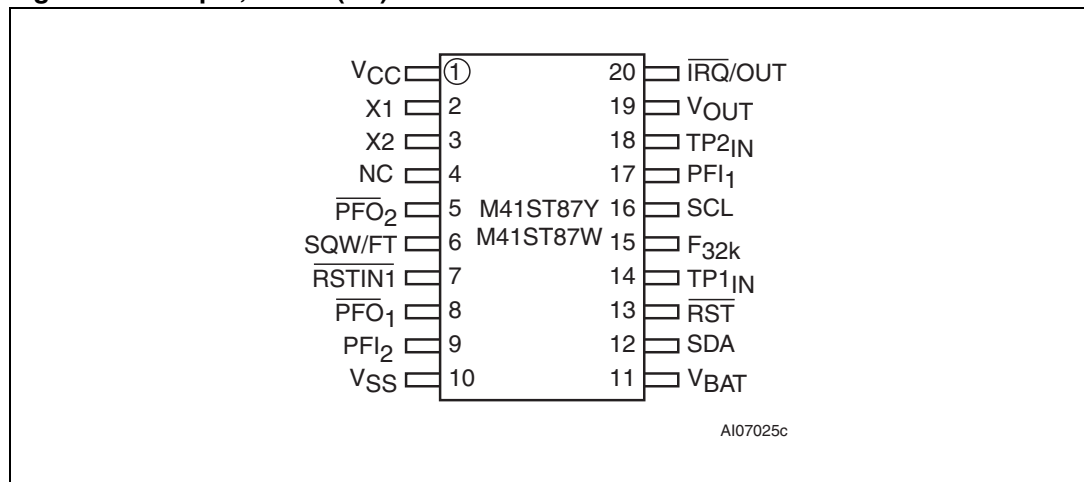 VCC 1 20 IRQ/OUT
X1 2 19 VOUT
X2 3 18 TP2IN
NC 4 17 PFI1
PFO2 5 M41ST87Y 16 SCL
SQW/FT 6 M41ST87W 15 F32k
RSTIN1 7 14 TP1IN
PFO1 8 13 RST
PFI2 9 12 SDA
VSS 10 11 VBAT
AI07025c